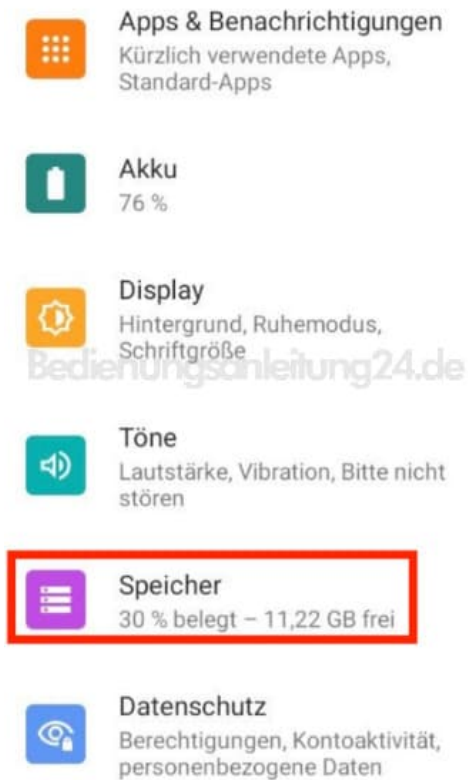 Apps & Benachrichtigungen
Kürzlich verwendete Apps,
Standard-Apps
Akku
76 %
Display
Hintergrund, Ruhemodus,
Schriftgröße
Bedienungsanleitung24.de
Töne
Lautstärke, Vibration, Bitte nicht
stören
Speicher
30 % belegt – 11,22 GB frei
Datenschutz
Berechtigungen, Kontoaktivität,
personenbezogene Daten